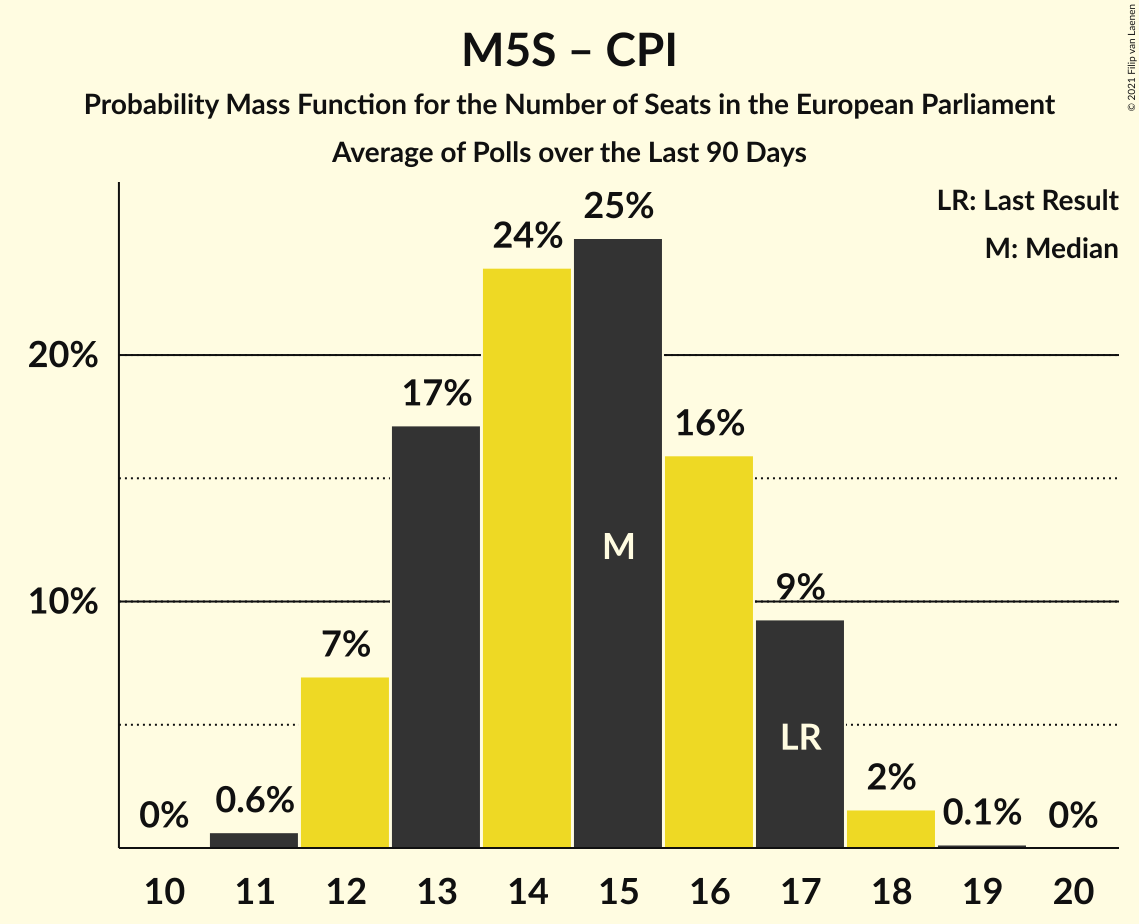 M5S – CPI
Probability Mass Function for the Number of Seats in the European Parliament
Average of Polls over the Last 90 Days
© 2021 Filip van Laenen
LR: Last Result
M: Median
20%
10%
0%
0.6%
7%
17%
24%
25%
16%
9%
2%
0.1%
0%
M
LR
10 11 12 13 14 15 16 17 18 19 20